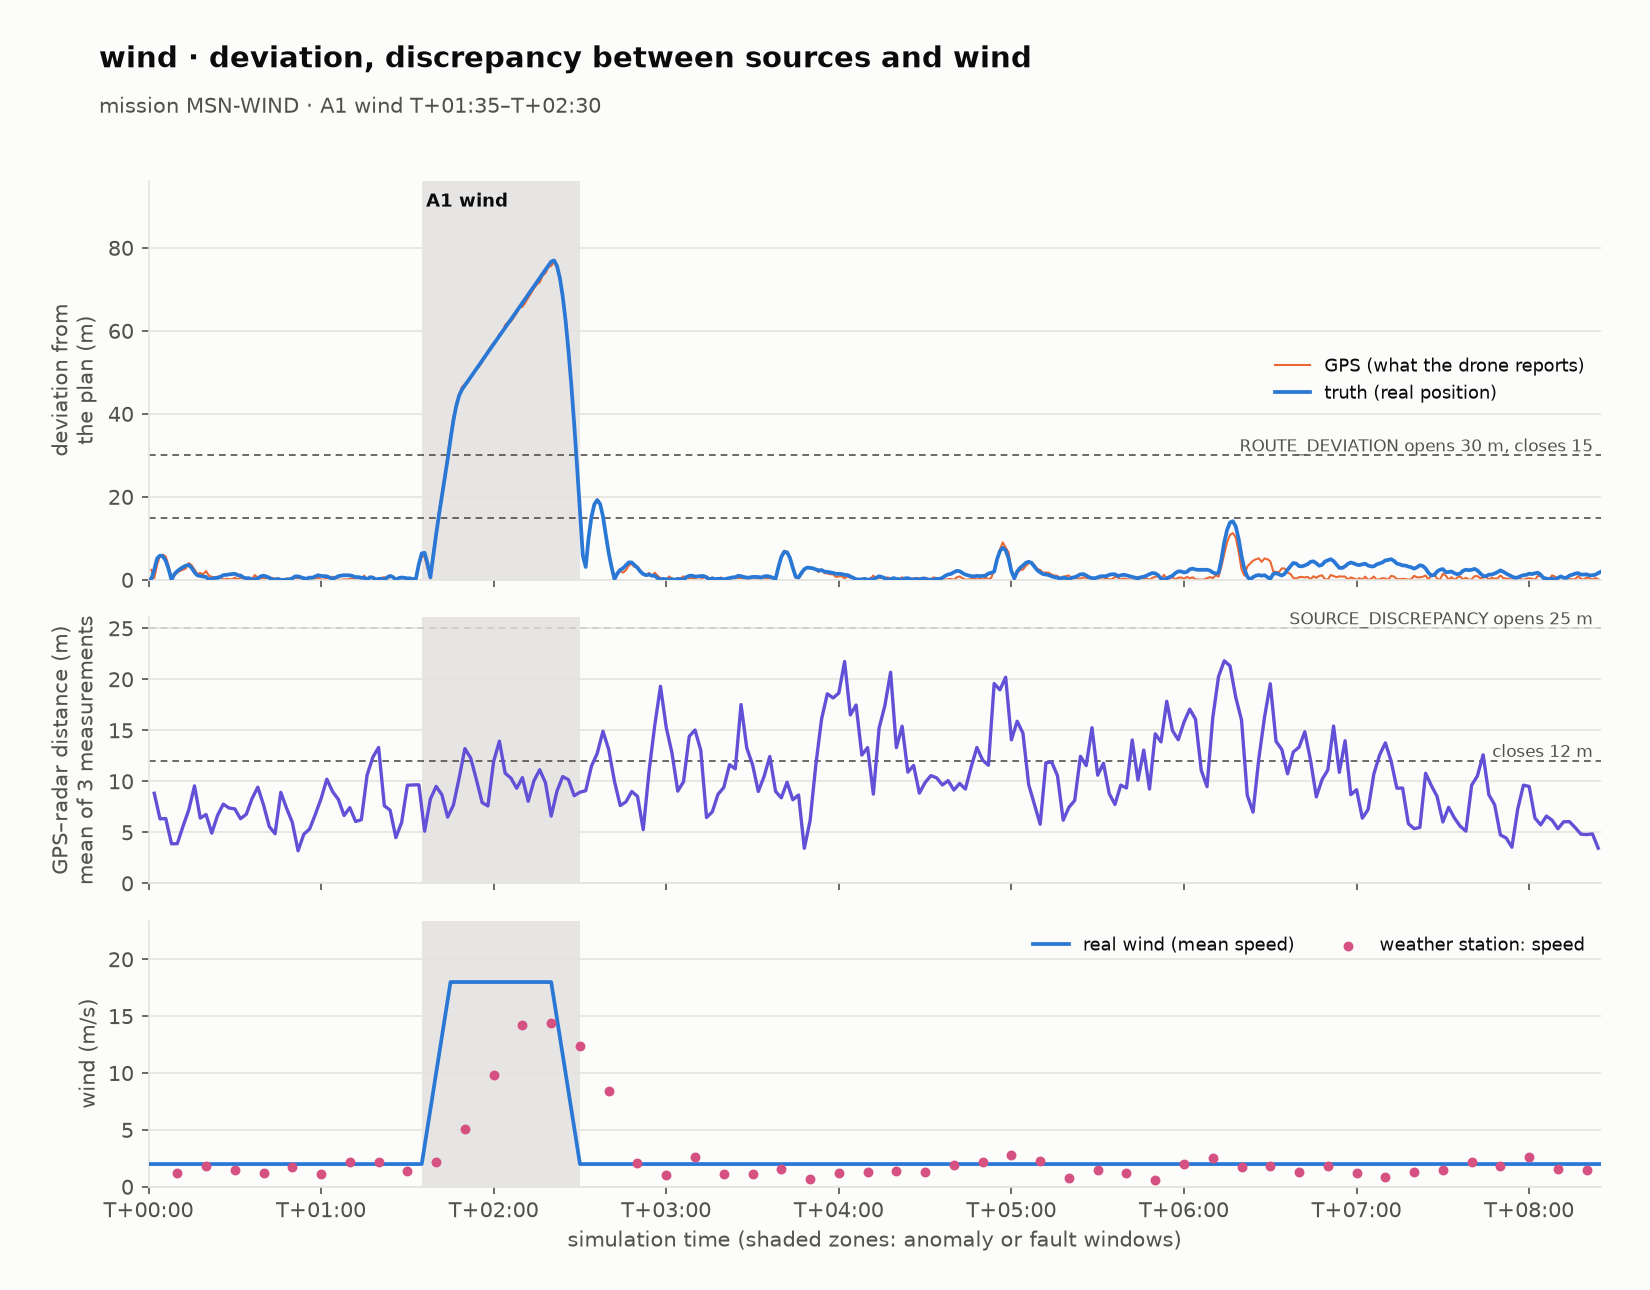 wind · deviation, discrepancy between sources and wind
mission MSN-WIND · A1 wind T+01:35–T+02:30
A1 wind
80
60
40
20
0
deviation from
the plan (m)
GPS (what the drone reports)
truth (real position)
ROUTE_DEVIATION opens 30 m, closes 15
25
20
15
10
5
0
GPS–radar distance (m)
mean of 3 measurements
SOURCE_DISCREPANCY opens 25 m
closes 12 m
20
15
10
5
0
wind (m/s)
real wind (mean speed)
weather station: speed
T+00:00 T+01:00 T+02:00 T+03:00 T+04:00 T+05:00 T+06:00 T+07:00 T+08:00
simulation time (shaded zones: anomaly or fault windows)